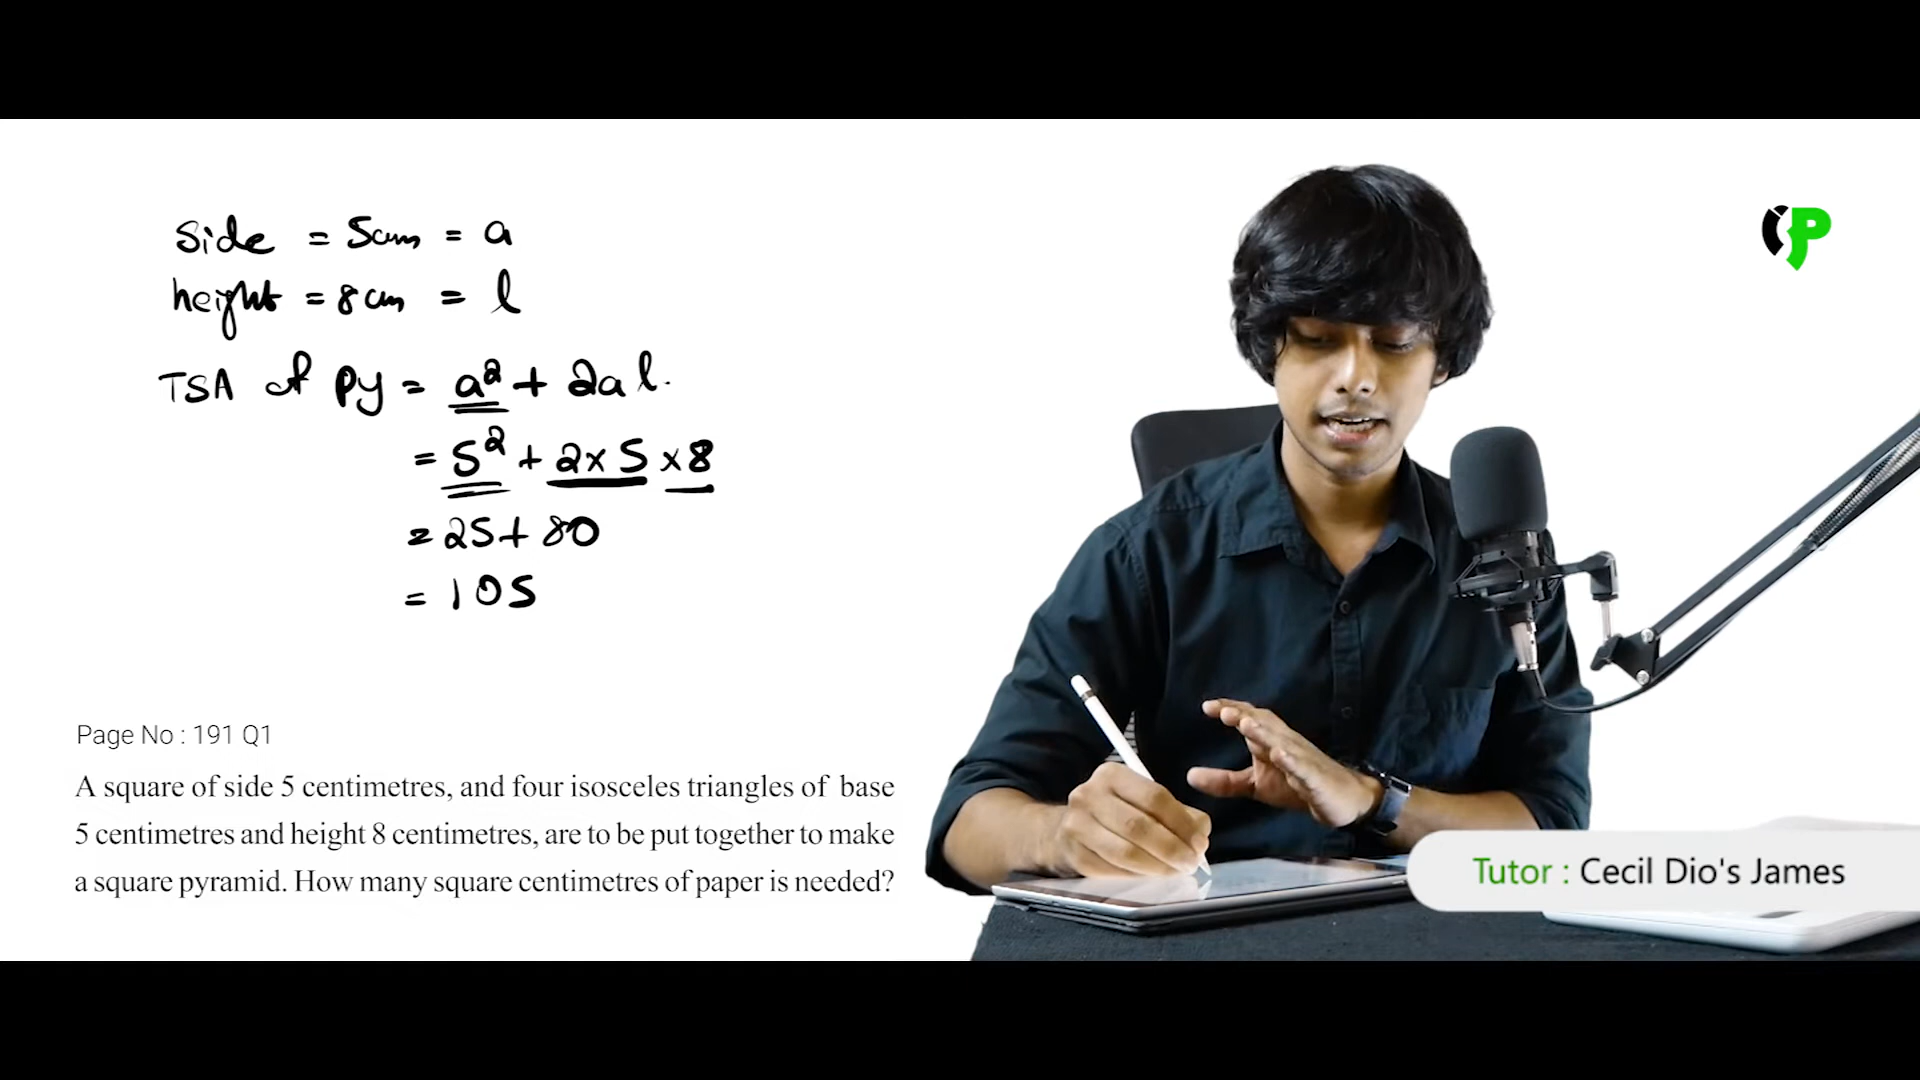 side = 5cm = a
height = 8cm = l
TSA of Py = a² + 2al.
= 5² + 2×5 ×8
= 25+ 80
= 105
Page No : 191 Q1
A square of side 5 centimetres, and four isosceles triangles of base
5 centimetres and height 8 centimetres, are to be put together to make
a square pyramid. How many square centimetres of paper is needed?
Tutor : Cecil Dio's James